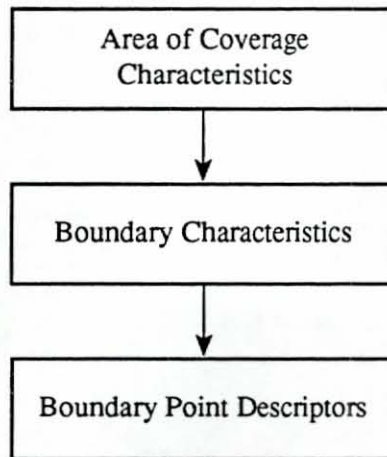 Area of Coverage
Characteristics
Boundary Characteristics
Boundary Point Descriptors